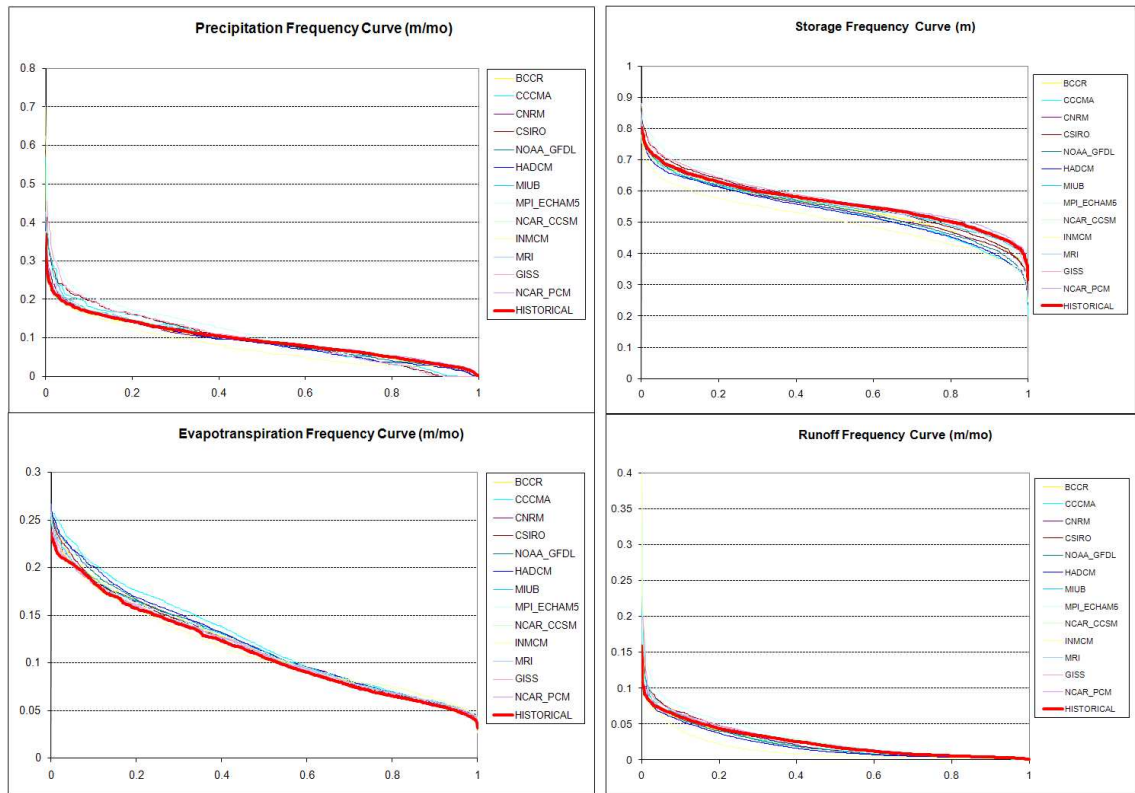 Precipitation Frequency Curve (m/mo)
0.8
0.7
0.6
0.5
0.4
0.3
0.2
0.1
0
0
0.2
0.4
0.6
0.8
1
BCCR
CCCMA
CNRM
CSIRO
NOAA_GFDL
HADCM
MIUB
MPI_ECHAM5
NCAR_CCSM
INMCM
MRI
GISS
NCAR_PCM
HISTORICAL
Storage Frequency Curve (m)
1
0.9
0.8
0.7
0.6
0.5
0.4
0.3
0.2
0.1
0
0
0.2
0.4
0.6
0.8
1
BCCR
CCCMA
CNRM
CSIRO
NOAA_GFDL
HADCM
MIUB
MPI_ECHAM5
NCAR_CCSM
INMCM
MRI
GISS
NCAR_PCM
HISTORICAL
Evapotranspiration Frequency Curve (m/mo)
0.3
0.25
0.2
0.15
0.1
0.05
0
0
0.2
0.4
0.6
0.8
1
BCCR
CCCMA
CNRM
CSIRO
NOAA_GFDL
HADCM
MIUB
MPI_ECHAM5
NCAR_CCSM
INMCM
MRI
GISS
NCAR_PCM
HISTORICAL
Runoff Frequency Curve (m/mo)
0.4
0.35
0.3
0.25
0.2
0.15
0.1
0.05
0
0
0.2
0.4
0.6
0.8
1
BCCR
CCCMA
CNRM
CSIRO
NOAA_GFDL
HADCM
MIUB
MPI_ECHAM5
NCAR_CCSM
INMCM
MRI
GISS
NCAR_PCM
HISTORICAL